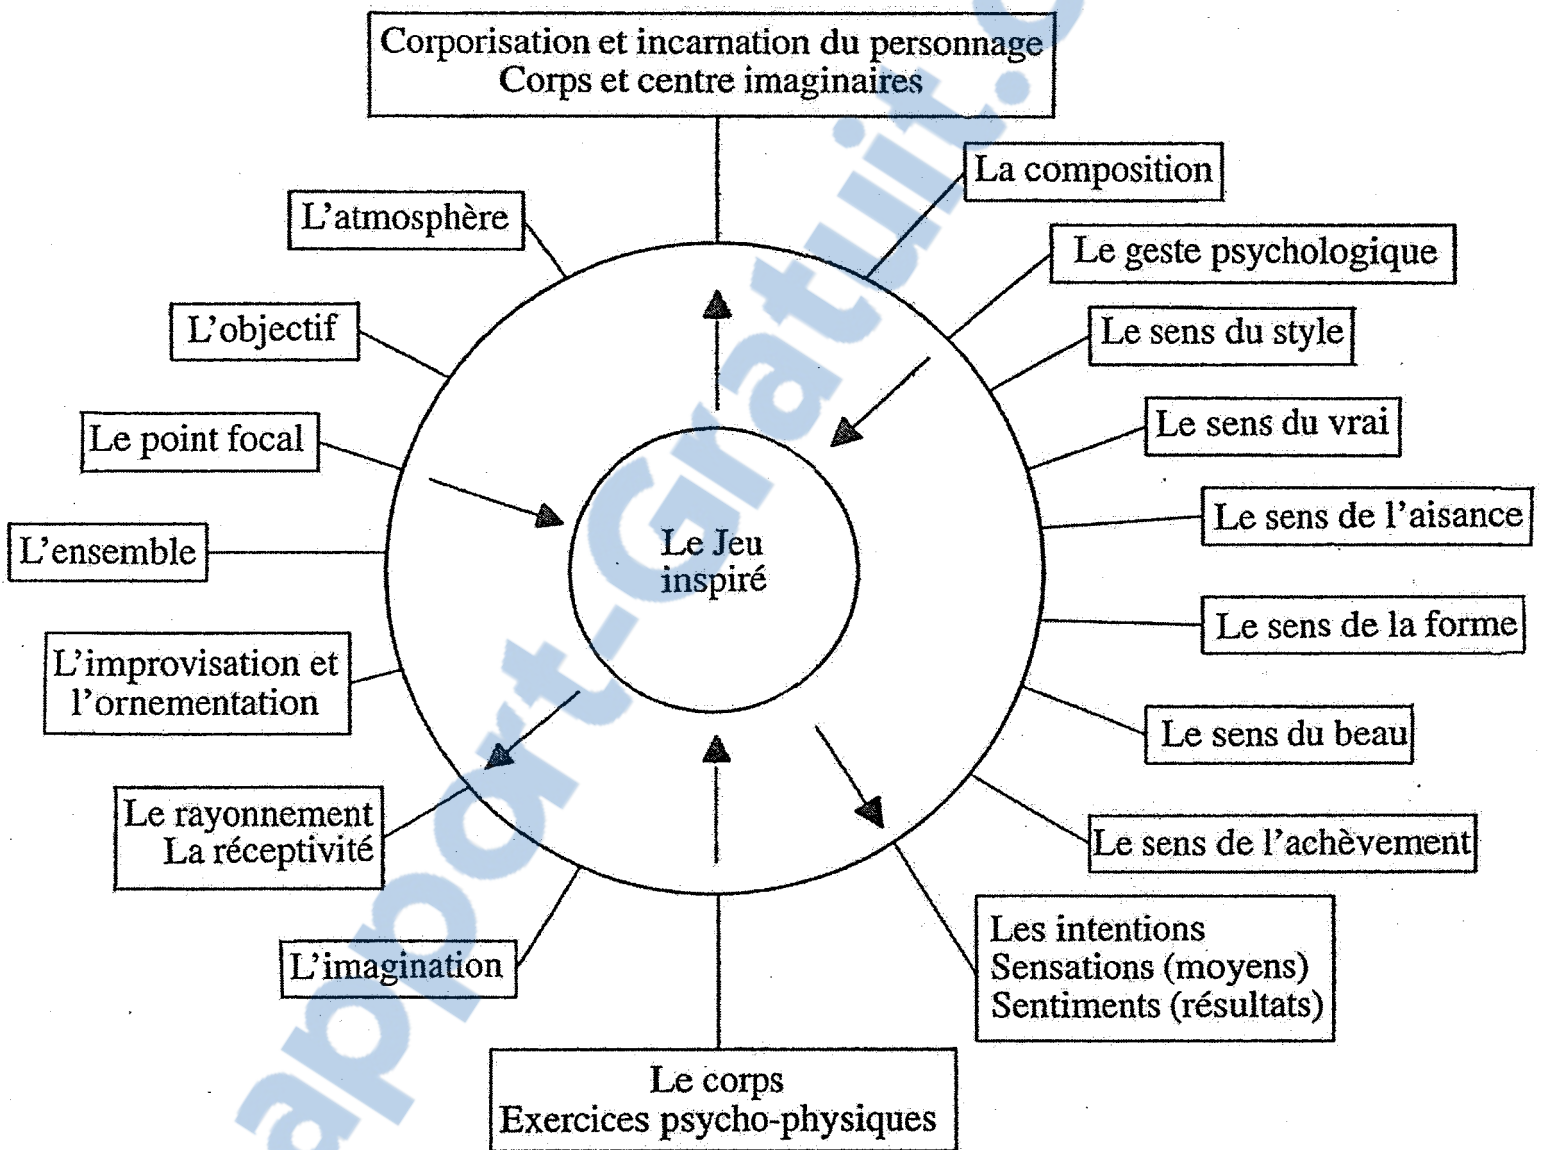 Corporisation et incarnation du personnage
Corps et centre imaginaires
La composition
L'atmosphère
Le geste psychologique
L'objectif
Le sens du style
Le point focal
Le sens du vrai
Le sens de l'aisance
L'ensemble
Le Jeu
inspiré
Le sens de la forme
L'improvisation et
l'ornementation
Le sens du beau
Le rayonnement
La réceptivité
Le sens de l'achèvement
L'imagination
Les intentions
Sensations (moyens)
Sentiments (résultats)
Le corps
Exercices psycho-physiques
apport-Gratuit.c